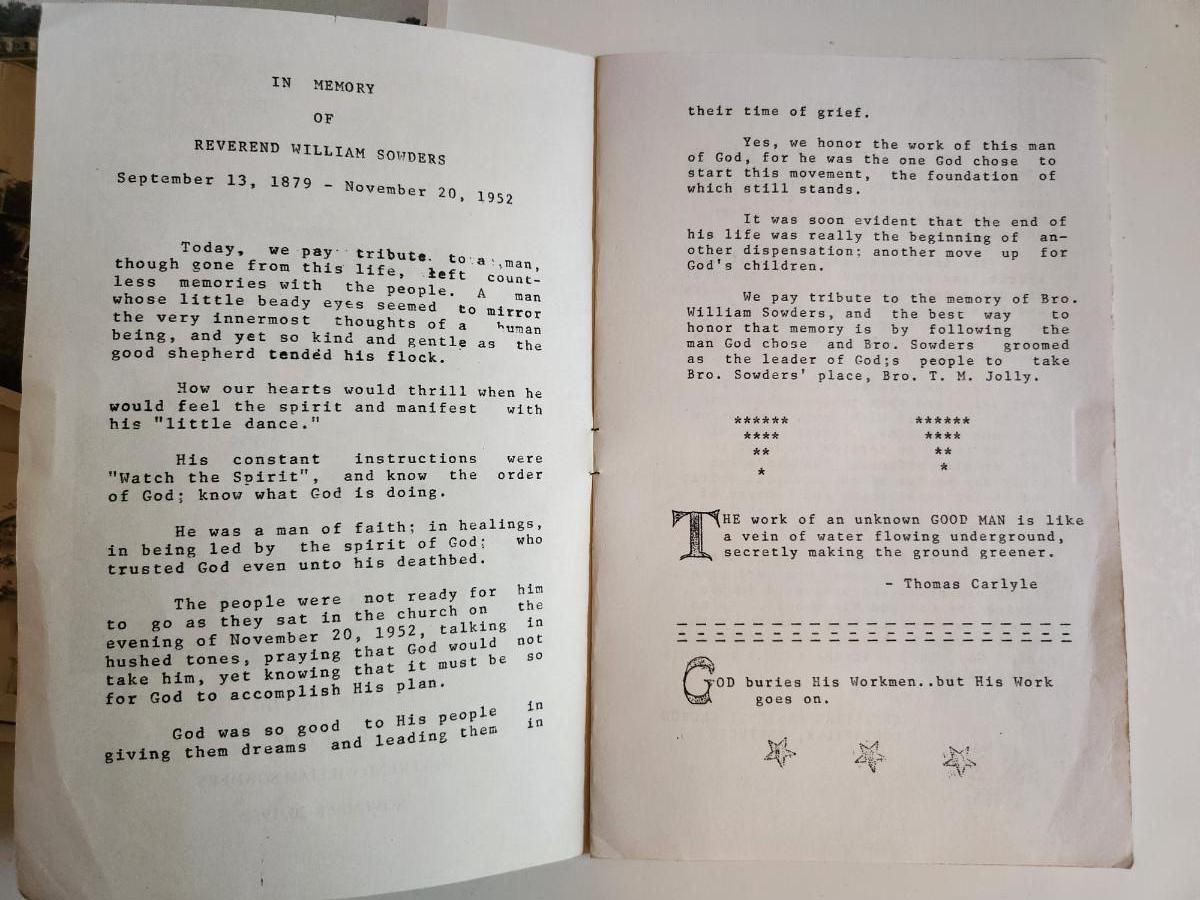 IN MEMORY
OF
REVEREND WILLIAM SOWDERS
September 13, 1879 - November 20, 1952
Today, we pay tribute to a man,
though gone from this life, left count-
less memories with the people. A man
whose little beady eyes seemed to mirror
the very innermost thoughts of a human
being, and yet so kind and gentle as the
good shepherd tended his flock.
How our hearts would thrill when he
would feel the spirit and manifest with
his "little dance."
His constant instructions were
"Watch the Spirit", and know the order
of God; know what God is doing.
He was a man of faith; in healings,
in being led by the spirit of God; who
trusted God even unto his deathbed.
The people were not ready for him
to go as they sat in the church on the
evening of November 20, 1952, talking in
hushed tones, praying that God would not
take him, yet knowing that it must be so
for God to accomplish His plan.
God was so good to His people in
giving them dreams and leading them in
their time of grief.
Yes, we honor the work of this man
of God, for he was the one God chose to
start this movement, the foundation of
which still stands.
It was soon evident that the end of
his life was really the beginning of an-
other dispensation; another move up for
God's children.
We pay tribute to the memory of Bro.
William Sowders, and the best way to
honor that memory is by following the
man God chose and Bro. Sowders groomed
as the leader of God;s people to take
Bro. Sowders' place, Bro. T. M. Jolly.
****** ******
**** ****
** **
* *
THE work of an unknown GOOD MAN is like
a vein of water flowing underground,
secretly making the ground greener.
- Thomas Carlyle
GOD buries His Workmen..but His Work
goes on.